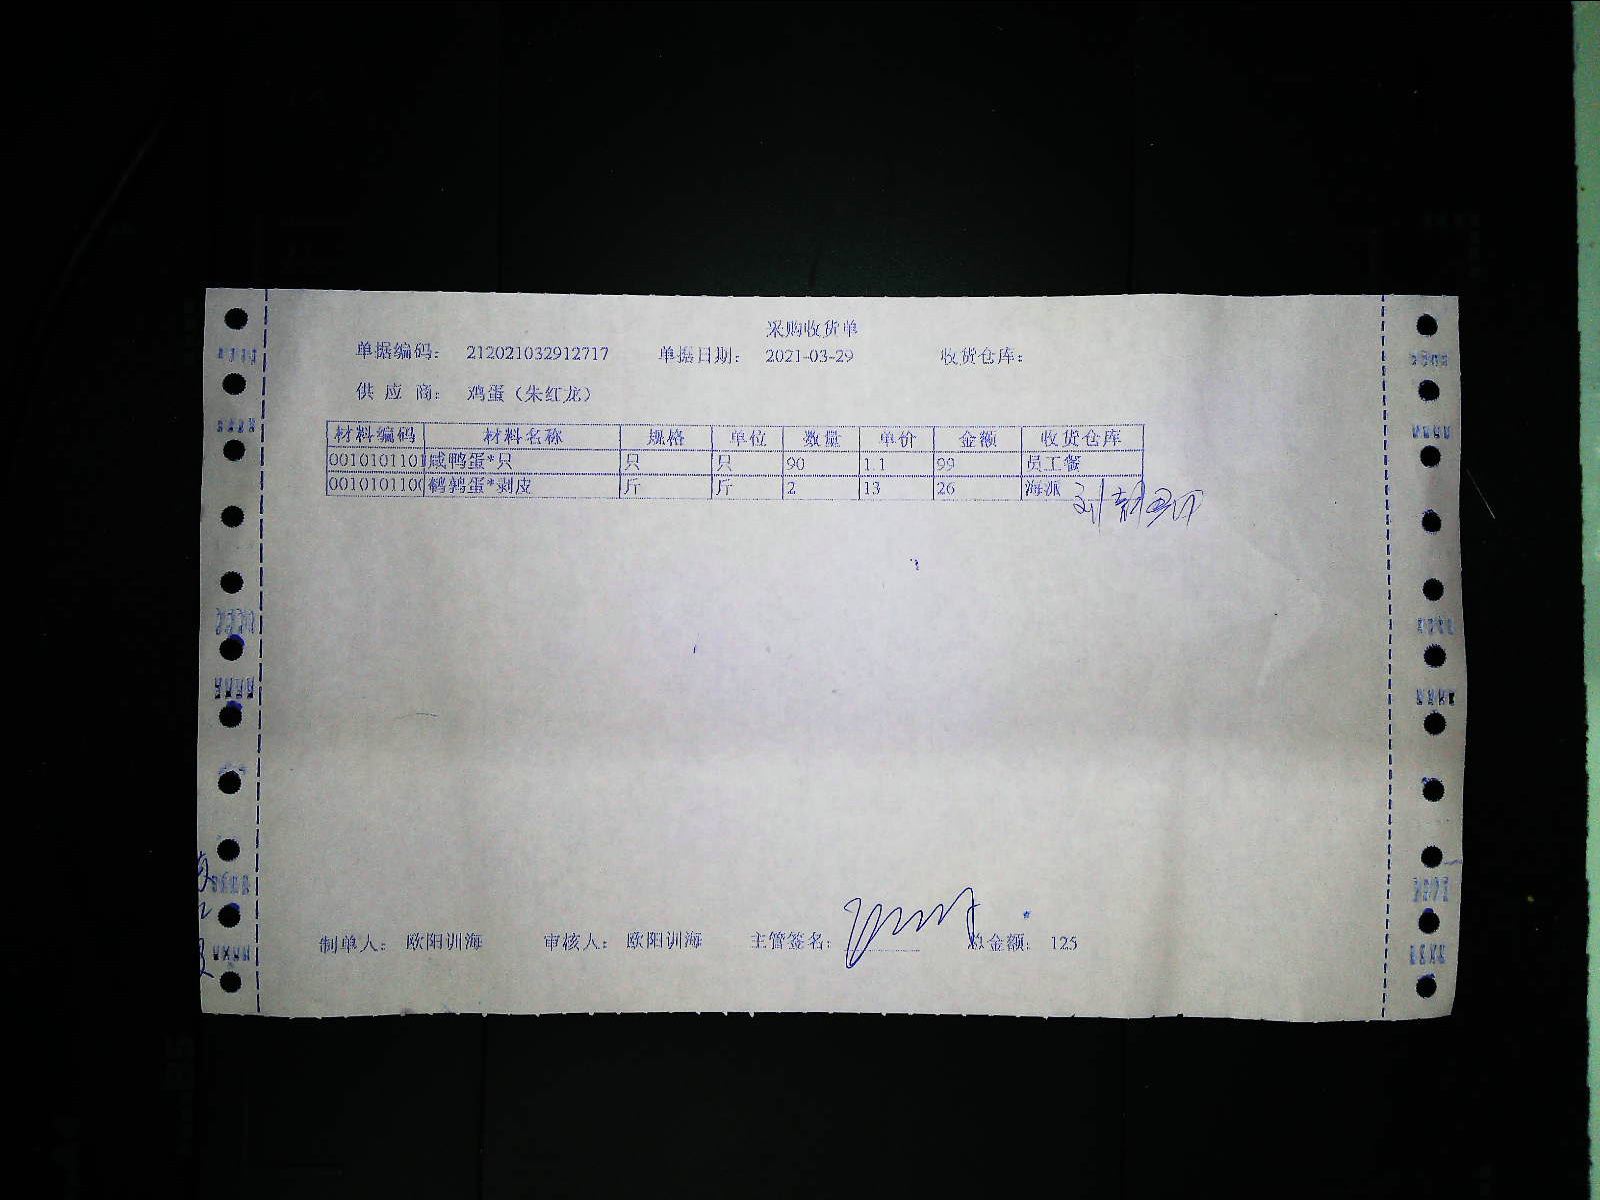 采购收货单
单据编码: 212021032912717 单据日期: 2021-03-29 收货仓库:
供 应 商: 鸡蛋（朱红龙）
材料编码 材料名称 规格 单位 数量 单价 金额 收货仓库
0010101101 咸鸭蛋*只 只 只 90 1.1 99 员工餐
0010101100 鹌鹑蛋*剥皮 斤 斤 2 13 26 海派
制单人: 欧阳训海 审核人: 欧阳训海 主管签名: 总金额: 125